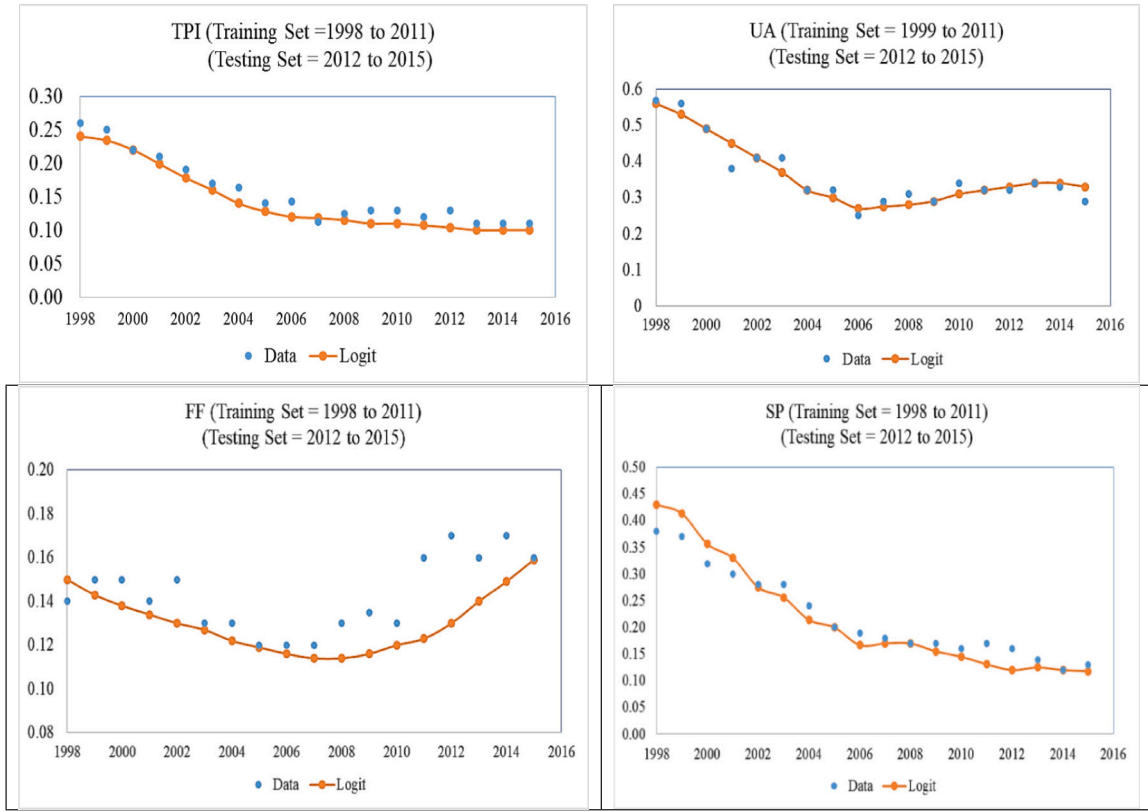 TPI (Training Set =1998 to 2011)
(Testing Set = 2012 to 2015)
0.30
0.25
0.20
0.15
0.10
0.05
0.00
1998 2000 2002 2004 2006 2008 2010 2012 2014 2016
Data Logit
UA (Training Set = 1999 to 2011)
(Testing Set = 2012 to 2015)
0.6
0.5
0.4
0.3
0.2
0.1
0
1998 2000 2002 2004 2006 2008 2010 2012 2014 2016
Data Logit
FF (Training Set = 1998 to 2011)
(Testing Set = 2012 to 2015)
0.20
0.18
0.16
0.14
0.12
0.10
0.08
1998 2000 2002 2004 2006 2008 2010 2012 2014 2016
Data Logit
SP (Training Set = 1998 to 2011)
(Testing Set = 2012 to 2015)
0.50
0.45
0.40
0.35
0.30
0.25
0.20
0.15
0.10
0.05
0.00
1998 2000 2002 2004 2006 2008 2010 2012 2014 2016
Data Logit